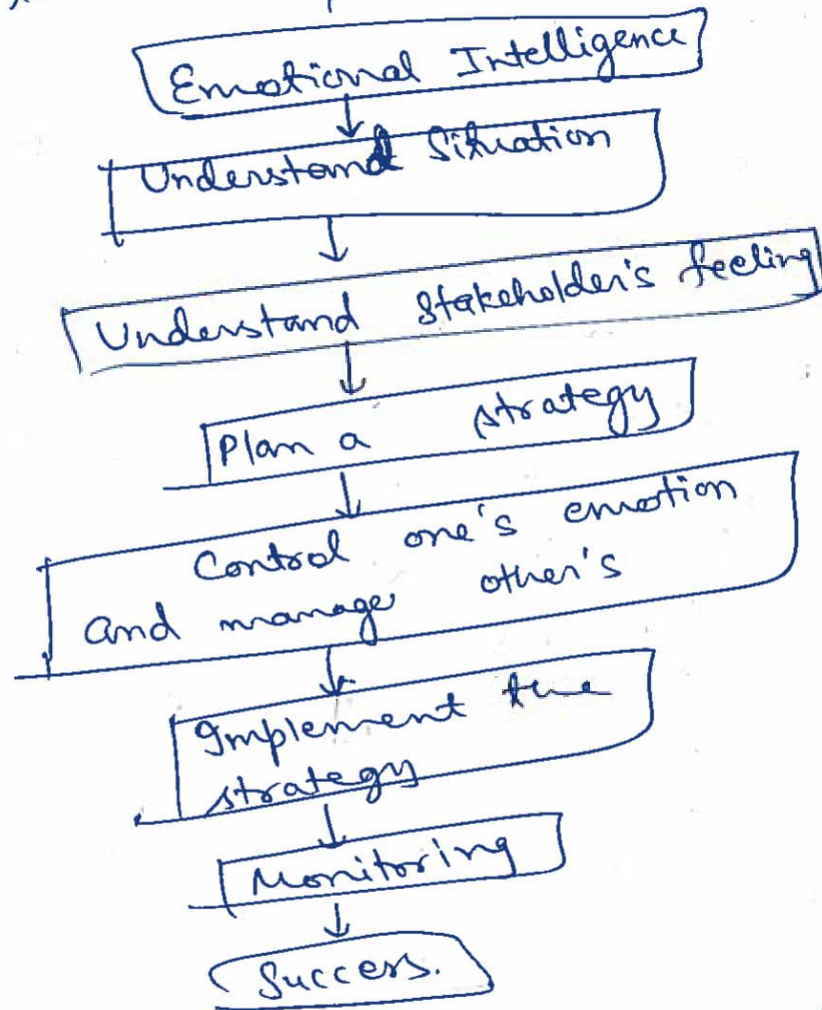 Emotional Intelligence
Understand Situation
Understand Stakeholder's feeling
Plan a strategy
Control one's emotion
and manage other's
Implement the
strategy
Monitoring
Success.